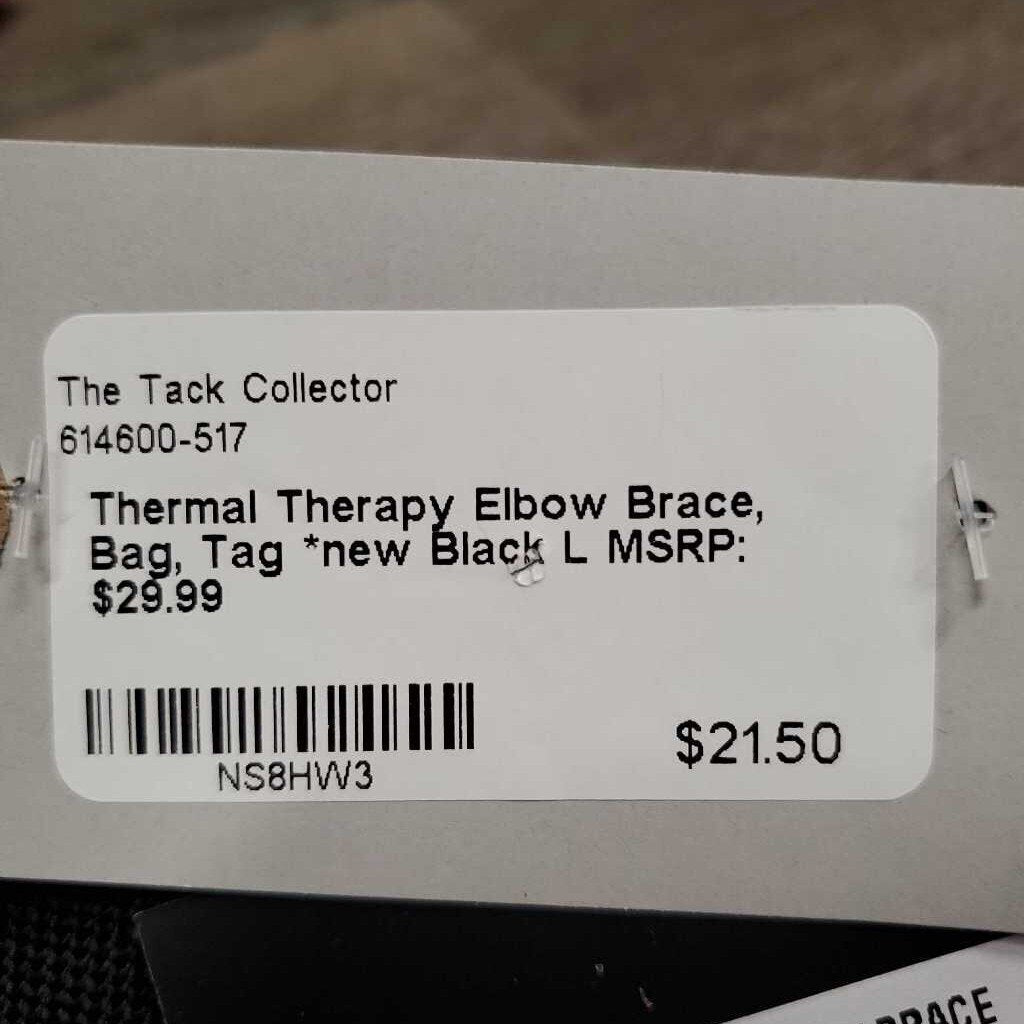 The Tack Collector
614600-517
Thermal Therapy Elbow Brace,
Bag, Tag *new Black L MSRP:
$29.99
NS8HW3
$21.50